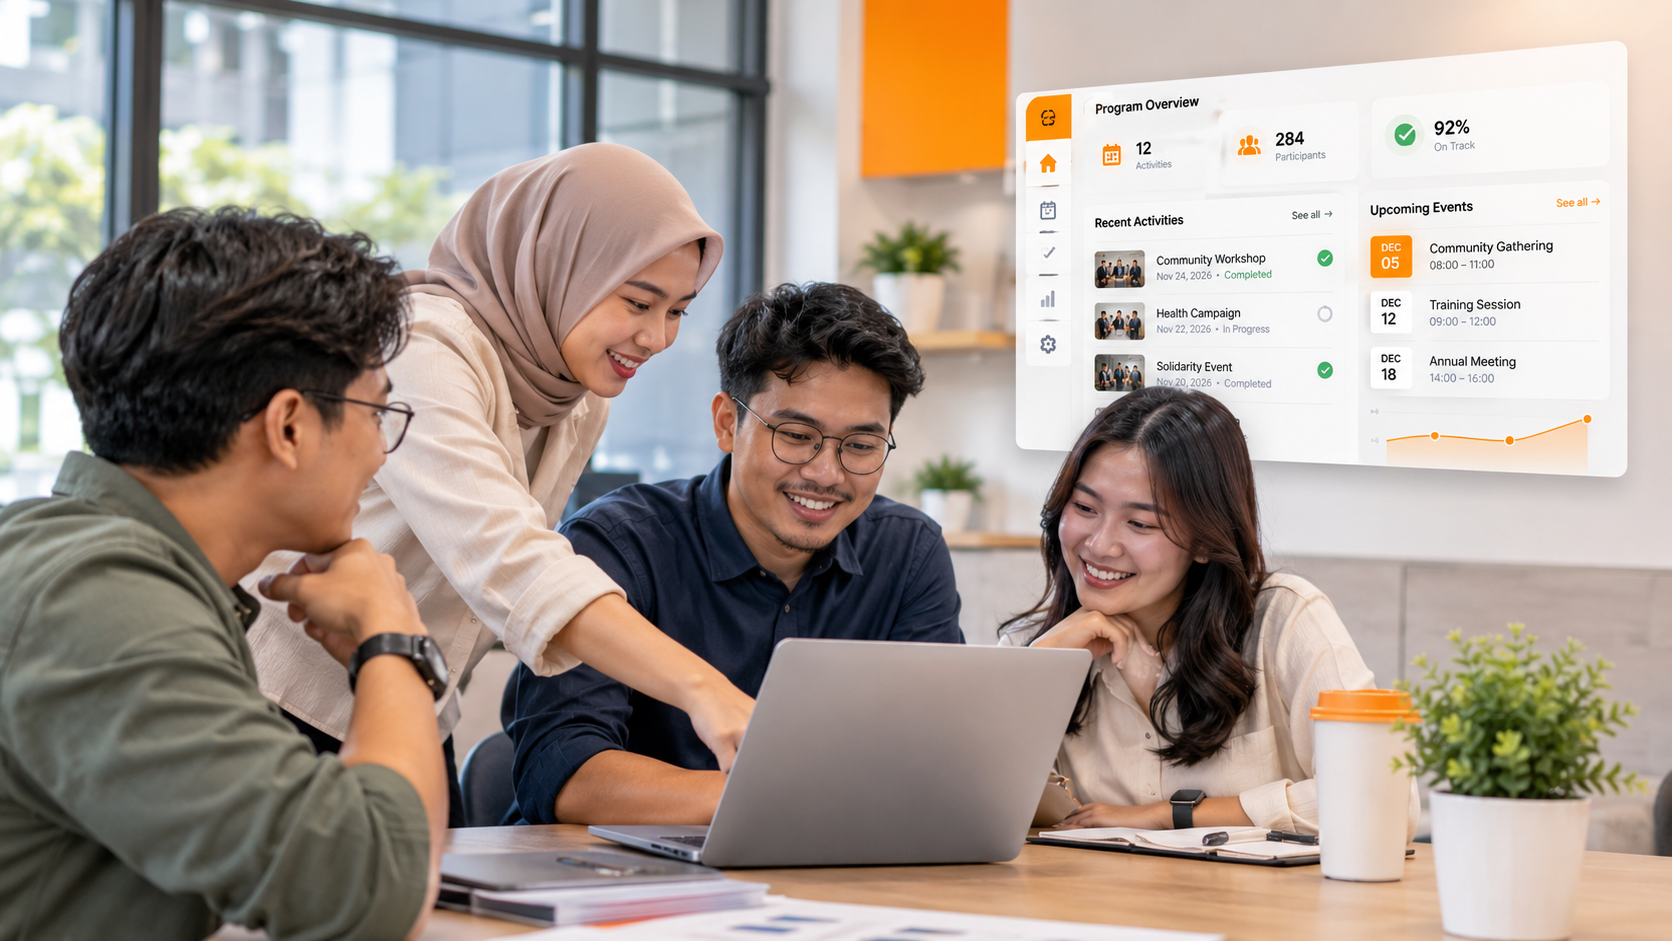 Program Overview
12
Activities
284
Participants
92%
On Track
Recent Activities
See all →
Community Workshop
Nov 24, 2026 • Completed
Health Campaign
Nov 22, 2026 • In Progress
Solidarity Event
Nov 20, 2026 • Completed
Upcoming Events
See all →
DEC
05
Community Gathering
08:00 – 11:00
DEC
12
Training Session
09:00 – 12:00
DEC
18
Annual Meeting
14:00 – 16:00